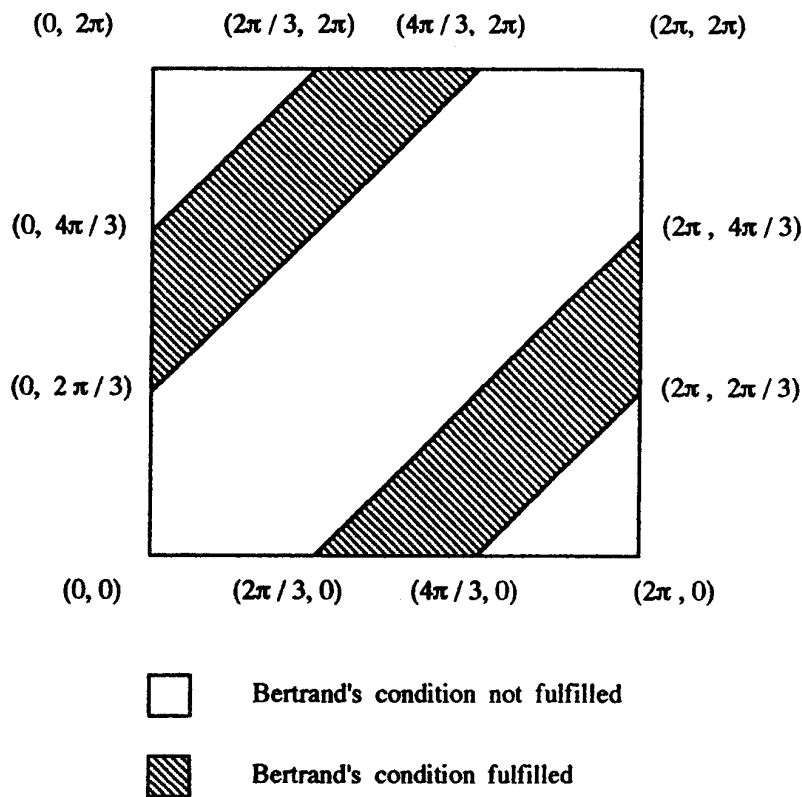 (0, 2π) (2π/3, 2π) (4π/3, 2π) (2π, 2π)
(0, 4π/3) (2π, 4π/3)
(0, 2π/3) (2π, 2π/3)
(0,0) (2π/3,0) (4π/3,0) (2π,0)
Bertrand's condition not fulfilled
Bertrand's condition fulfilled